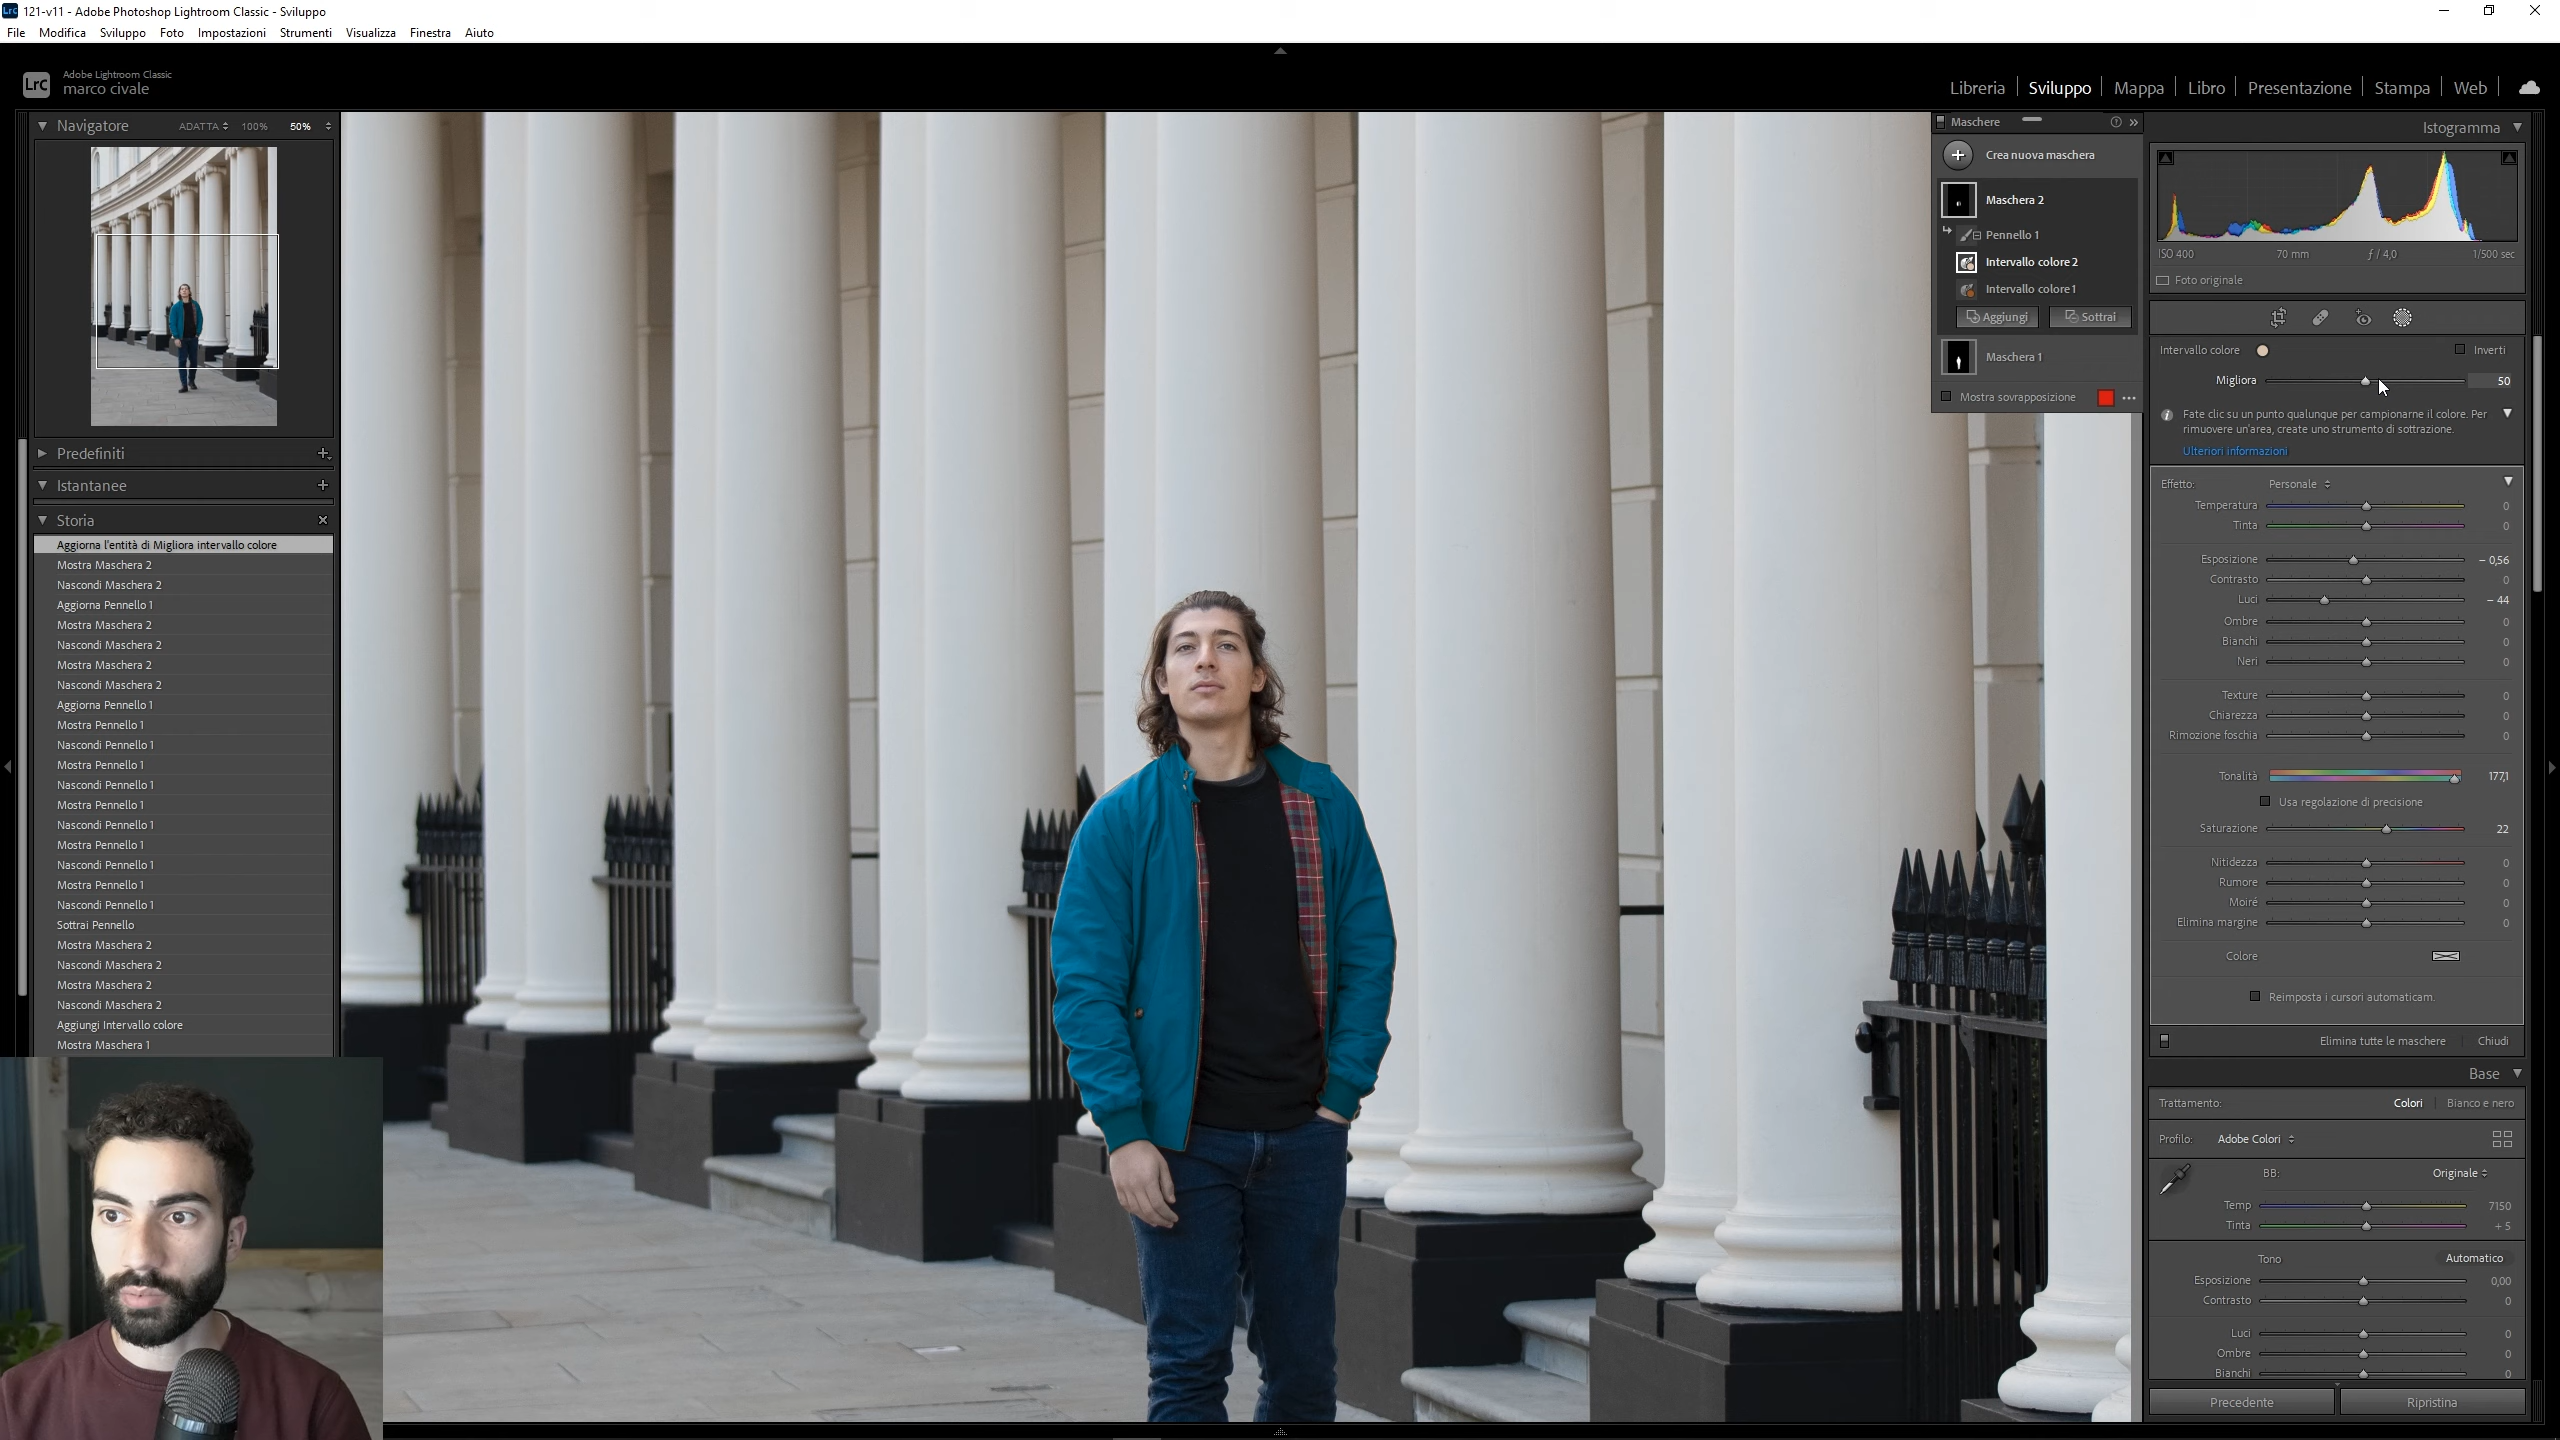 121-v11 - Adobe Photoshop Lightroom Classic - Sviluppo
File Modifica Sviluppo Foto Impostazioni Strumenti Visualizza Finestra Aiuto
LrC
Adobe Lightroom Classic
marco civale
Libreria Sviluppo Mappa Libro Presentazione Stampa Web
Navigatore ADATTA 100% 50%
Predefiniti
Istantanee
Storia
Aggiorna l'entità di Migliora intervallo colore
Mostra Maschera 2
Nascondi Maschera 2
Aggiorna Pennello 1
Mostra Maschera 2
Nascondi Maschera 2
Mostra Maschera 2
Nascondi Maschera 2
Aggiorna Pennello 1
Mostra Pennello 1
Nascondi Pennello 1
Mostra Pennello 1
Nascondi Pennello 1
Mostra Pennello 1
Nascondi Pennello 1
Mostra Pennello 1
Nascondi Pennello 1
Mostra Pennello 1
Nascondi Pennello 1
Sottrai Pennello
Mostra Maschera 2
Nascondi Maschera 2
Mostra Maschera 2
Nascondi Maschera 2
Aggiungi Intervallo colore
Mostra Maschera 1
Maschere
Crea nuova maschera
Maschera 2
Pennello 1
Intervallo colore 2
Intervallo colore 1
Aggiungi Sottrai
Maschera 1
Mostra sovrapposizione
Istogramma
ISO 400 70 mm ƒ / 4,0 1/500 sec
Foto originale
Intervallo colore Inverti
Migliora 50
Fate clic su un punto qualunque per campionarne il colore. Per
rimuovere un'area, create uno strumento di sottrazione.
Ulteriori informazioni
Effetto: Personale
Temperatura 0
Tinta 0
Esposizione – 0,56
Contrasto 0
Luci – 44
Ombre 0
Bianchi 0
Neri 0
Texture 0
Chiarezza 0
Rimozione foschia 0
Tonalità 177,1
Usa regolazione di precisione
Saturazione 22
Nitidezza 0
Rumore 0
Moiré 0
Elimina margine 0
Colore
Reimposta i cursori automaticam.
Elimina tutte le maschere Chiudi
Base
Trattamento: Colori Bianco e nero
Profilo: Adobe Colori
BB: Originale
Temp 7150
Tinta + 5
Tono Automatico
Esposizione 0,00
Contrasto 0
Luci 0
Ombre 0
Bianchi 0
Precedente Ripristina